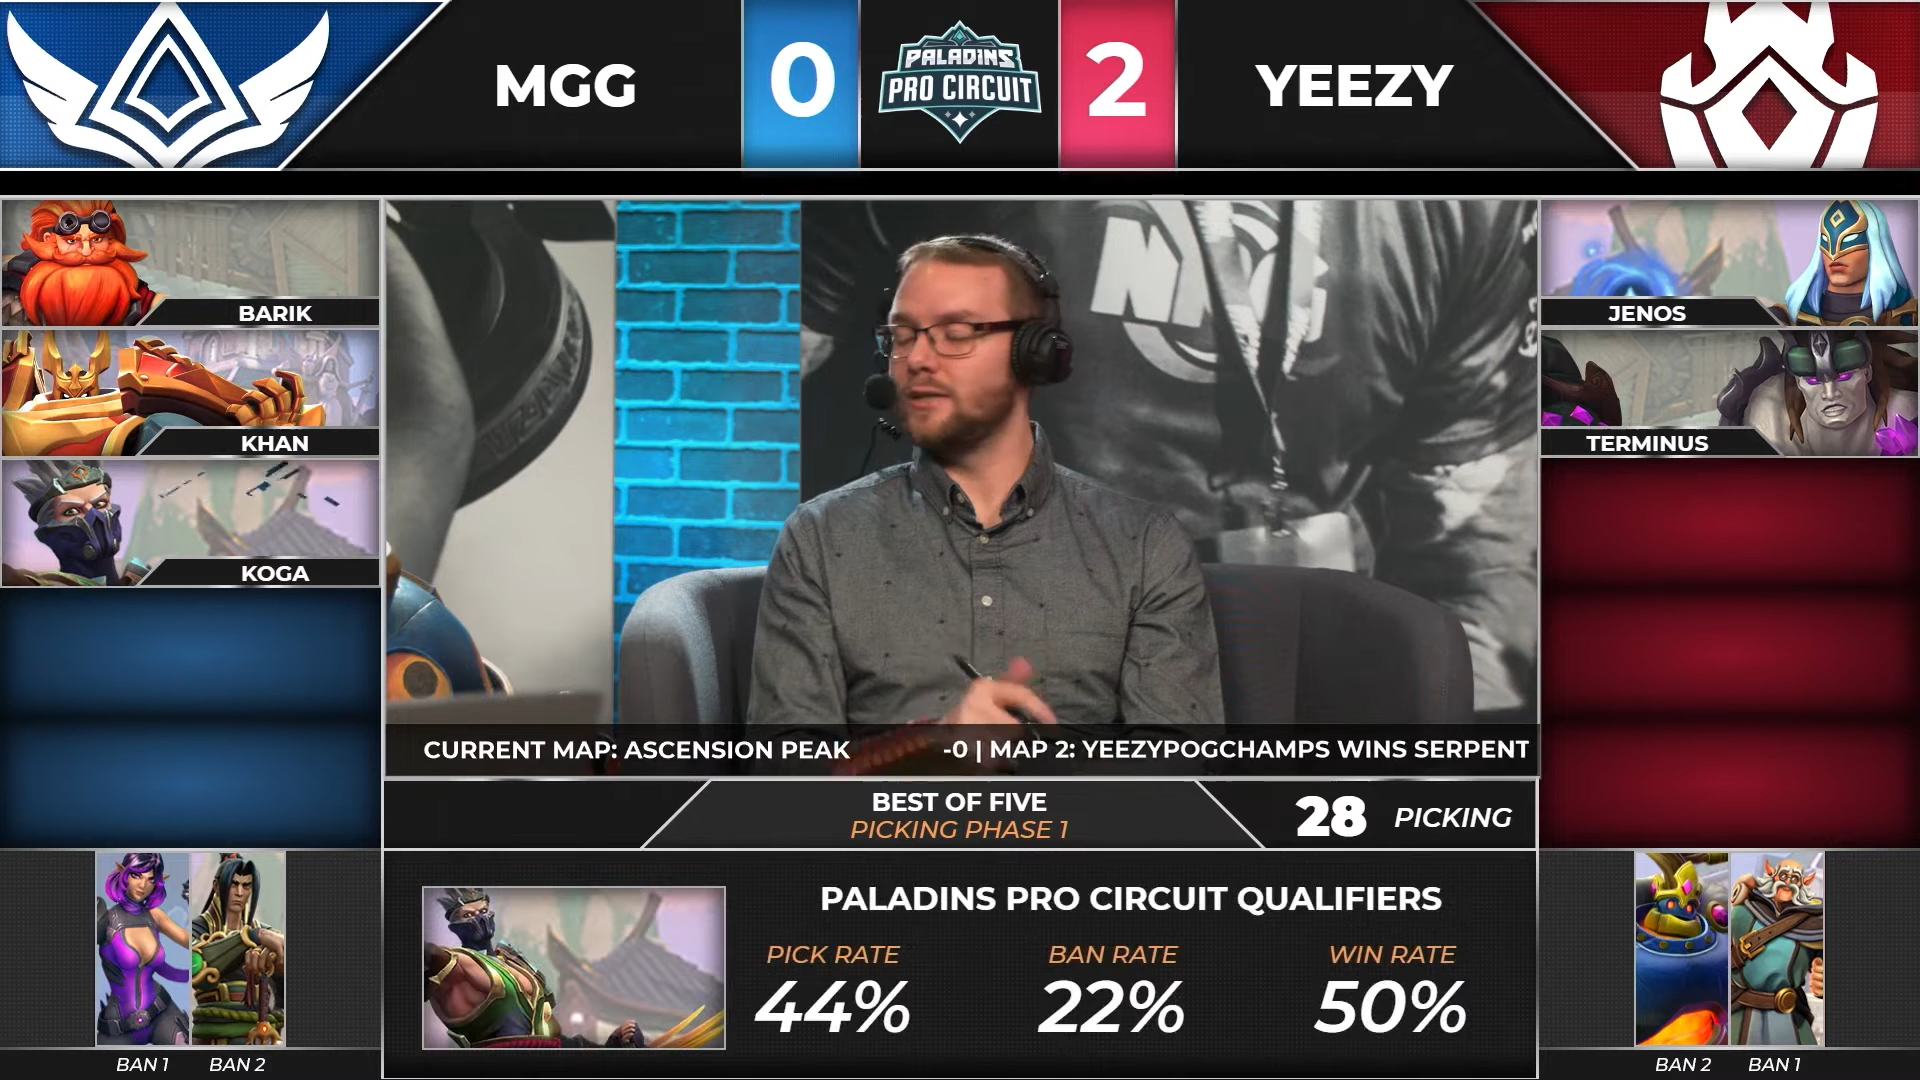 MGG
0
PALADINS
PRO CIRCUIT
2
YEEZY
BARIK
KHAN
KOGA
JENOS
TERMINUS
CURRENT MAP: ASCENSION PEAK
-0 | MAP 2: YEEZYPOGCHAMPS WINS SERPENT
BEST OF FIVE
PICKING PHASE 1
28 PICKING
PALADINS PRO CIRCUIT QUALIFIERS
PICK RATE
44%
BAN RATE
22%
WIN RATE
50%
BAN 1
BAN 2
BAN 2
BAN 1